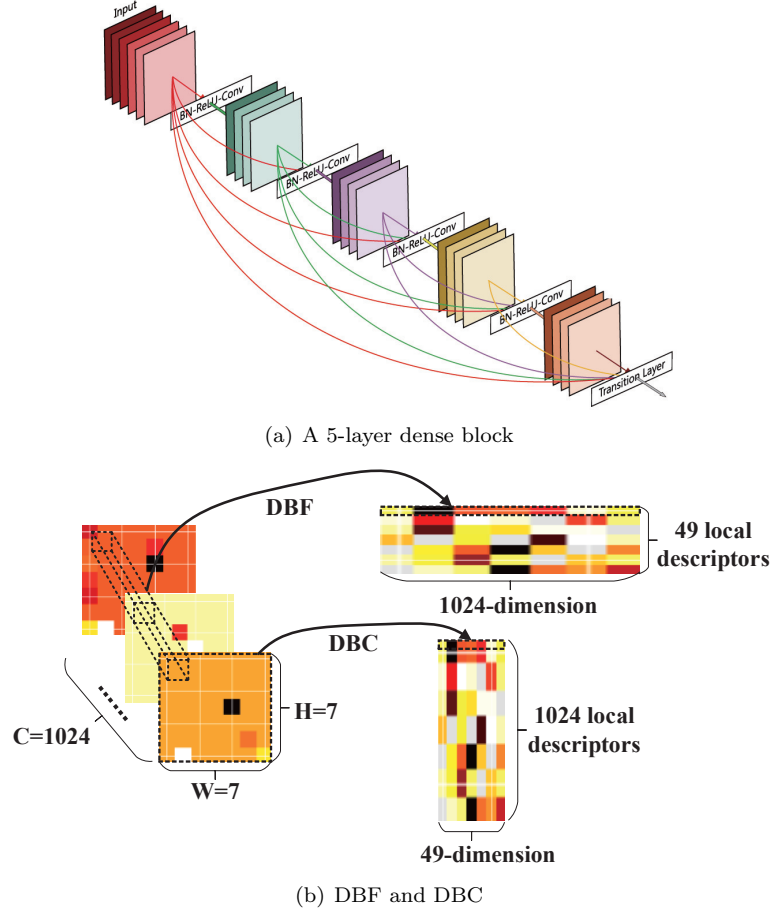 Input
BN-ReLU-Conv
BN-ReLU-Conv
BN-ReLU-Conv
BN-ReLU-Conv
Transition Layer
(a) A 5-layer dense block
DBF
49 local
descriptors
1024-dimension
DBC
C=1024
H=7
W=7
1024 local
descriptors
49-dimension
(b) DBF and DBC